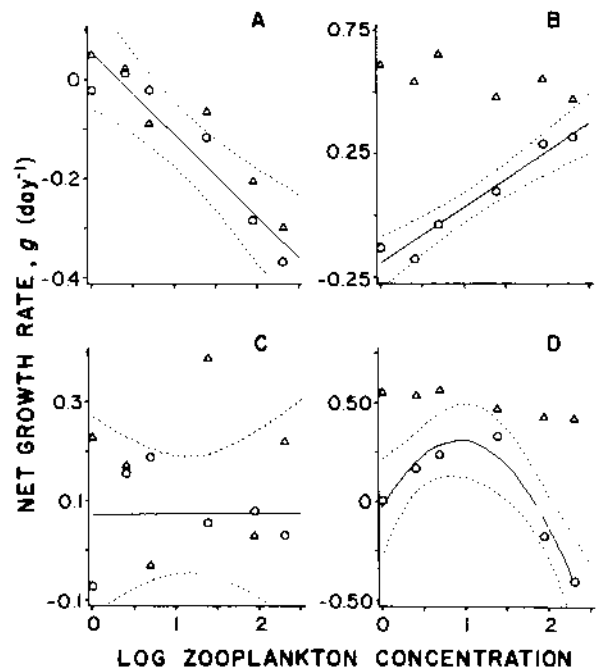 A
B
0
-0.2
-0.4
0.75
0.25
-0.25
C
D
0.3
0.1
-0.1
0.50
0
-0.50
0 1 2
0 1 2
NET GROWTH RATE, g (day⁻¹)
LOG ZOOPLANKTON CONCENTRATION